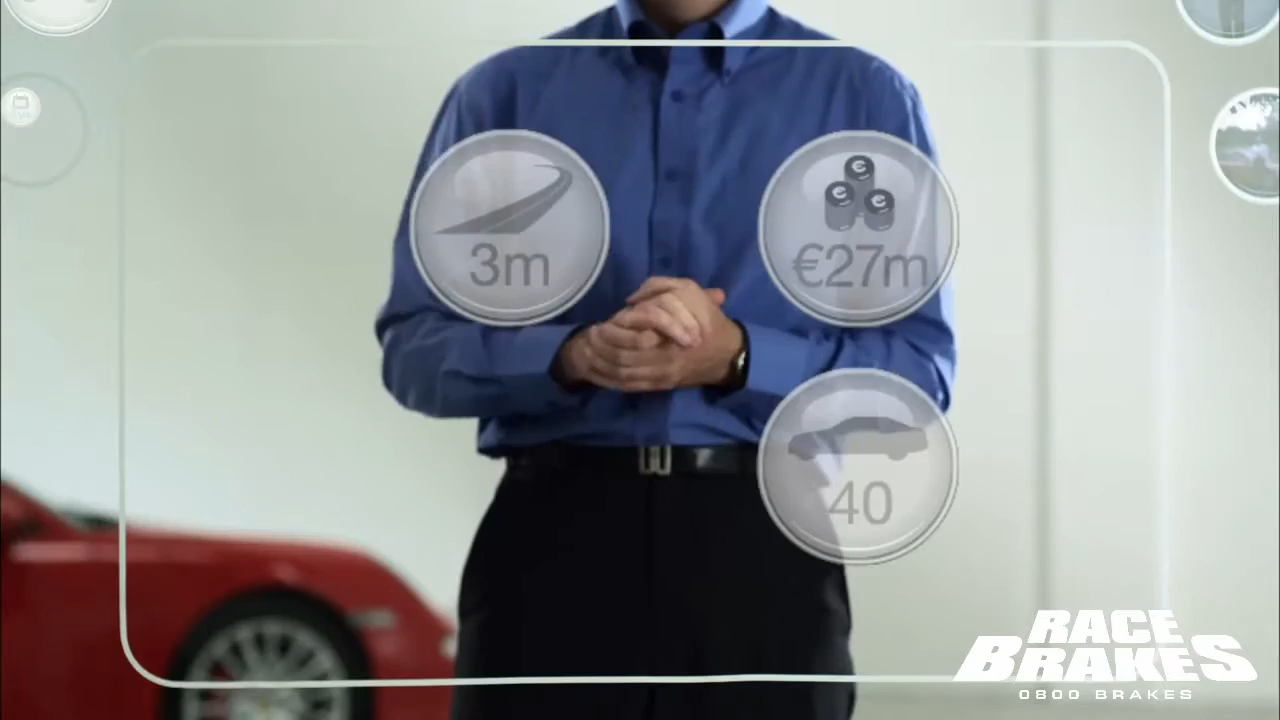 3m
€27m
40
RACE
BRAKES
0800 BRAKES